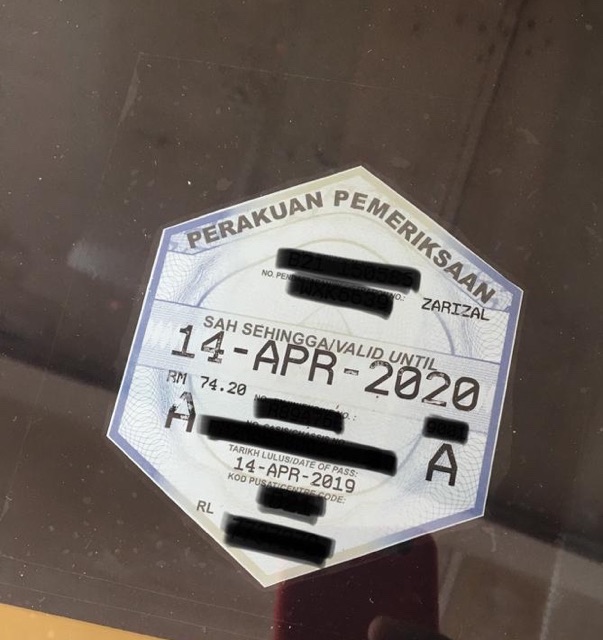 PERAKUAN PEMERIKSAAN
ZARIZAL
SAH SEHINGGA/VALID UNTIL
14-APR-2020
RM 74.20
A
A
TARIKH LULUS/DATE OF PASS:
14-APR-2019
KOD PUSAT/CENTRE CODE:
RL